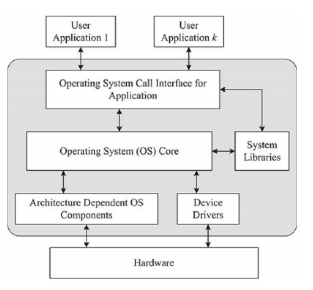 User
Application 1
User
Application k
Operating System Call Interface for
Application
Operating System (OS) Core
System
Libraries
Architecture Dependent OS
Components
Device
Drivers
Hardware